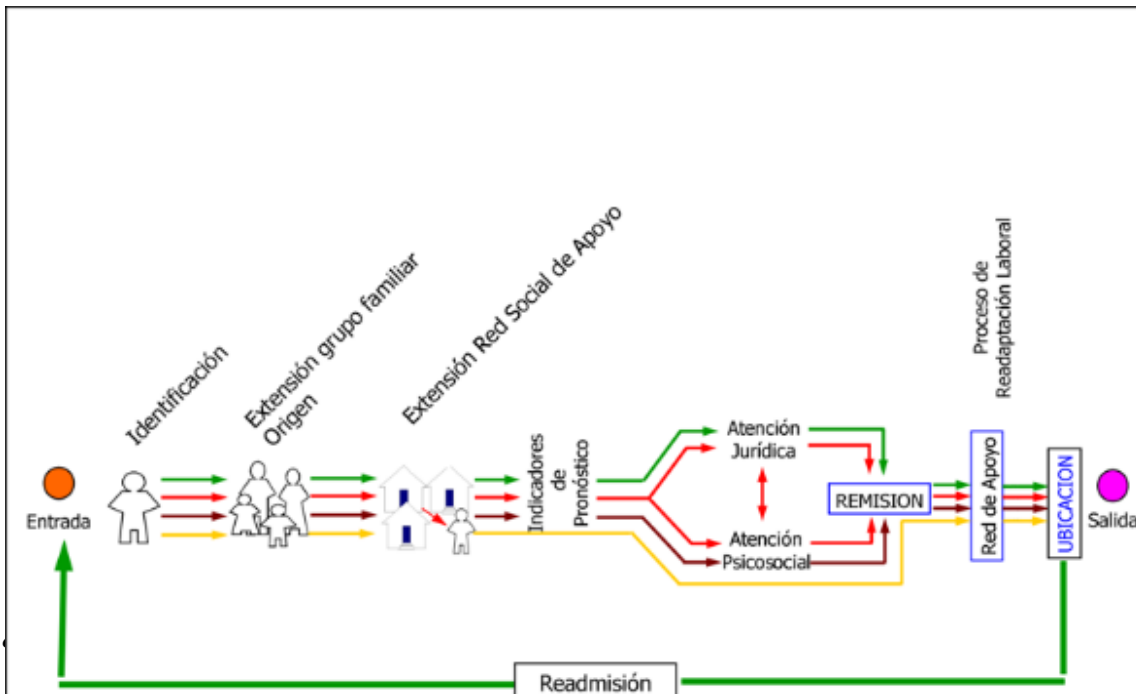 Identificación
Extensión grupo familiar
Origen
Extensión Red Social de Apoyo
Proceso de
Readaptación Laboral
Entrada
Indicadores
de
Pronóstico
Atención
Jurídica
Atención
Psicosocial
REMISION
Red de Apoyo
UBICACION
Salida
Readmisión